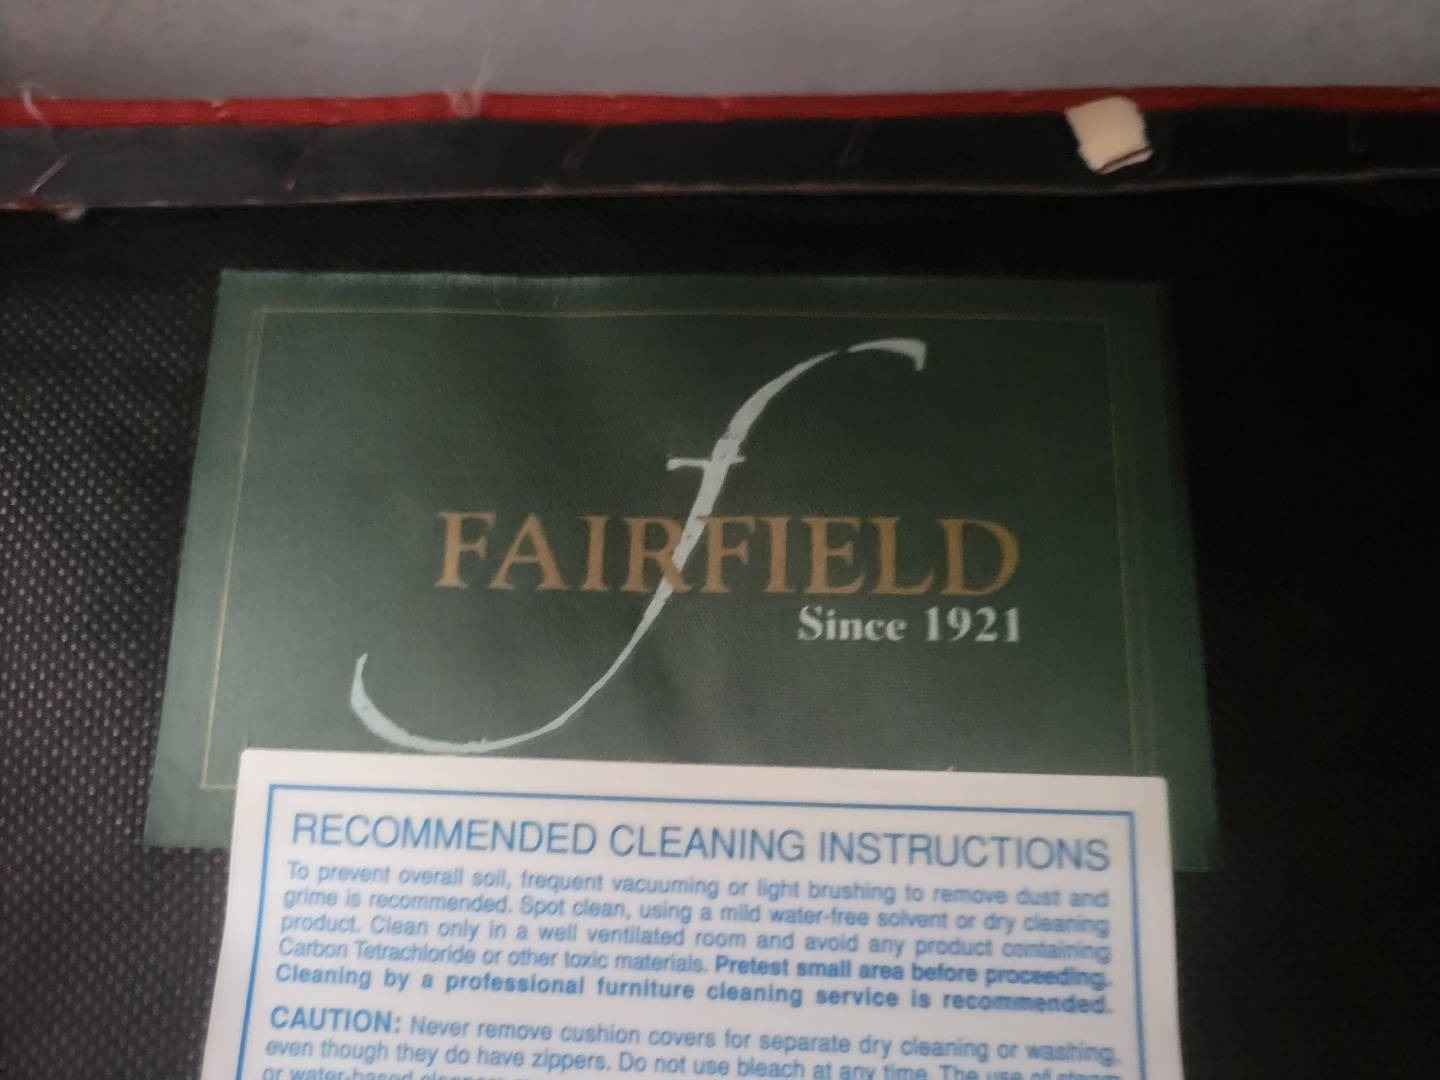 f
FAIRFIELD
Since 1921
RECOMMENDED CLEANING INSTRUCTIONS
To prevent overall soil, frequent vacuuming or light brushing to remove dust and
grime is recommended. Spot clean, using a mild water-free solvent or dry cleaning
product. Clean only in a well ventilated room and avoid any product containing
Carbon Tetrachloride or other toxic materials. Pretest small area before proceeding.
Cleaning by a professional furniture cleaning service is recommended.
CAUTION: Never remove cushion covers for separate dry cleaning or washing,
even though they do have zippers. Do not use bleach at any time. The use of steam
or water-based cleaners